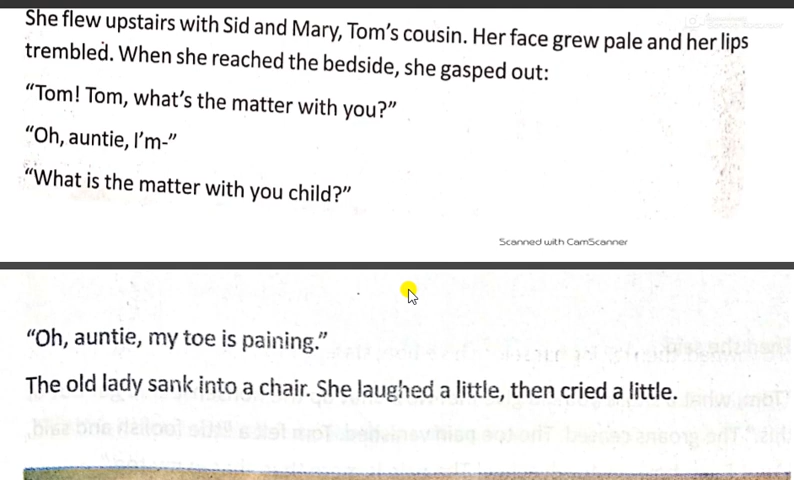 She flew upstairs with Sid and Mary, Tom's cousin. Her face grew pale and her lips
trembled. When she reached the bedside, she gasped out:
"Tom! Tom, what's the matter with you?"
"Oh, auntie, I'm-"
"What is the matter with you child?"
Scanned with CamScanner
"Oh, auntie, my toe is paining."
The old lady sank into a chair. She laughed a little, then cried a little.